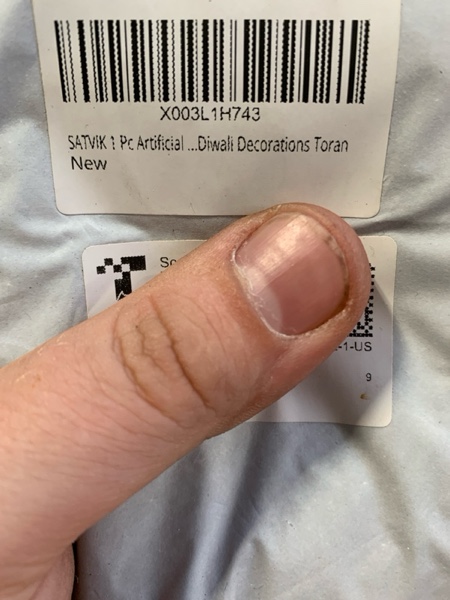 X003L1H743
SATVIK 1 Pc Artificial ...Diwali Decorations Toran
New
-1-US
9